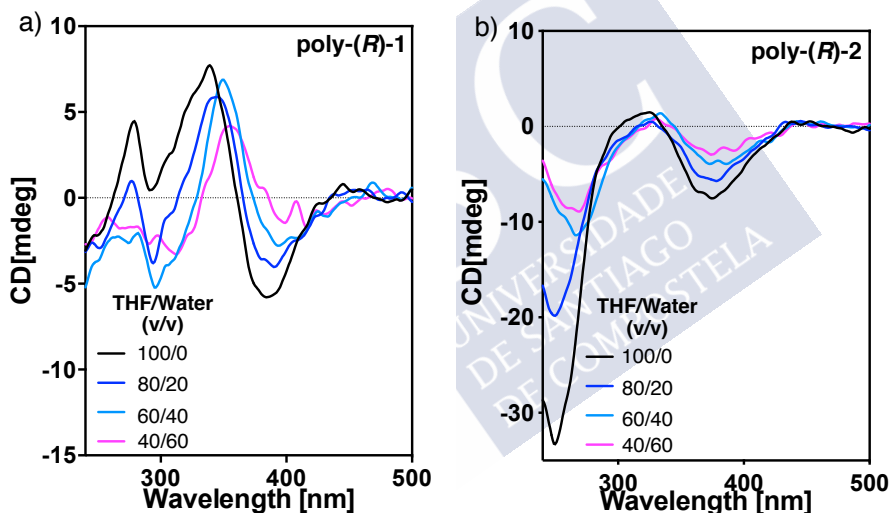 a)
poly-(R)-1
10
5
0
-5
-10
-15
CD[mdeg]
THF/Water
(v/v)
100/0
80/20
60/40
40/60
300
400
500
Wavelength [nm]
b)
poly-(R)-2
10
0
-10
-20
-30
CD[mdeg]
THF/Water
(v/v)
100/0
80/20
60/40
40/60
300
400
500
Wavelength [nm]
SC
UNIVERSIDADE
DE SANTIAGO
DE COMPOSTELA